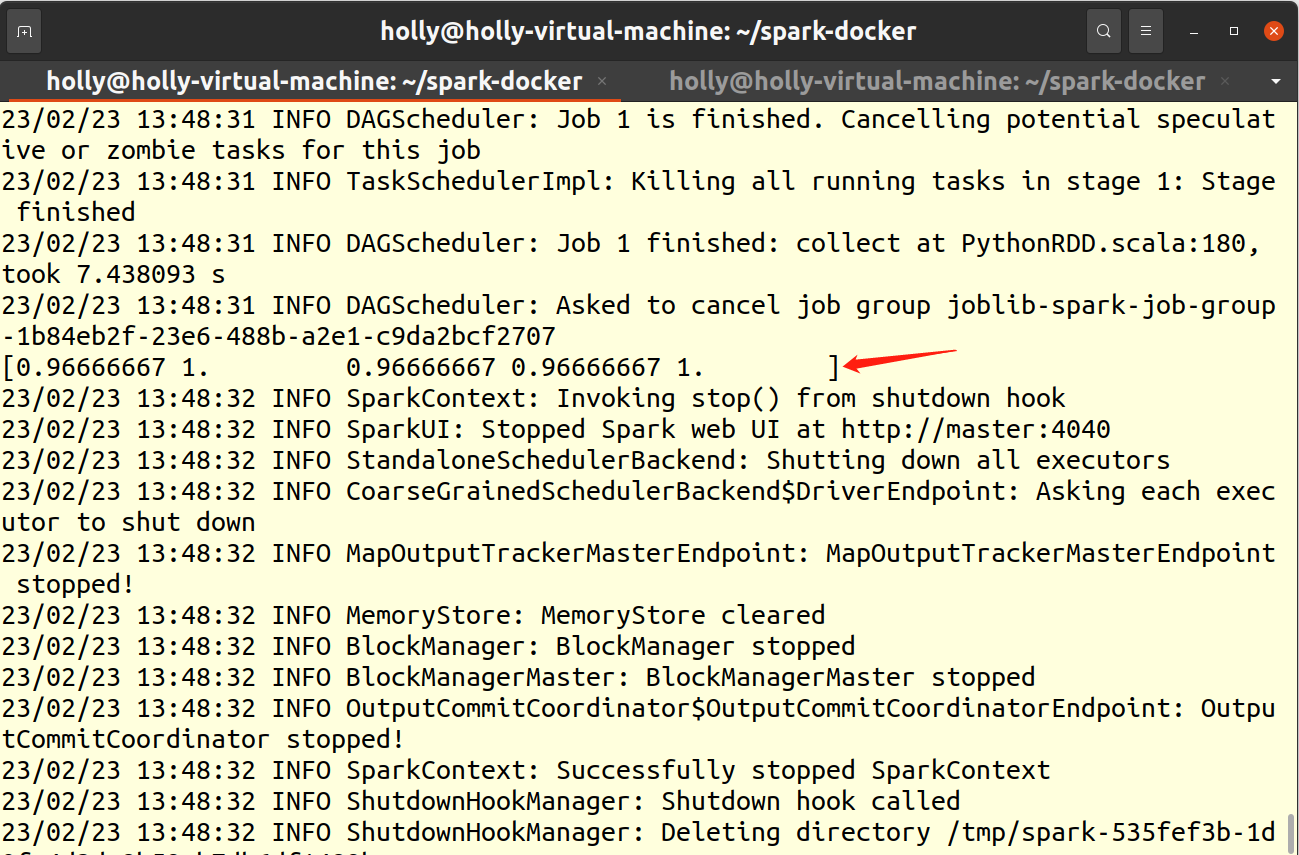 holly@holly-virtual-machine: ~/spark-docker
holly@holly-virtual-machine: ~/spark-docker × holly@holly-virtual-machine: ~/spark-docker ×
23/02/23 13:48:31 INFO DAGScheduler: Job 1 is finished. Cancelling potential speculat
ive or zombie tasks for this job
23/02/23 13:48:31 INFO TaskSchedulerImpl: Killing all running tasks in stage 1: Stage
 finished
23/02/23 13:48:31 INFO DAGScheduler: Job 1 finished: collect at PythonRDD.scala:180,
took 7.438093 s
23/02/23 13:48:31 INFO DAGScheduler: Asked to cancel job group joblib-spark-job-group
-1b84eb2f-23e6-488b-a2e1-c9da2bcf2707
[0.96666667 1.         0.96666667 0.96666667 1.        ]
23/02/23 13:48:32 INFO SparkContext: Invoking stop() from shutdown hook
23/02/23 13:48:32 INFO SparkUI: Stopped Spark web UI at http://master:4040
23/02/23 13:48:32 INFO StandaloneSchedulerBackend: Shutting down all executors
23/02/23 13:48:32 INFO CoarseGrainedSchedulerBackend$DriverEndpoint: Asking each exec
utor to shut down
23/02/23 13:48:32 INFO MapOutputTrackerMasterEndpoint: MapOutputTrackerMasterEndpoint
 stopped!
23/02/23 13:48:32 INFO MemoryStore: MemoryStore cleared
23/02/23 13:48:32 INFO BlockManager: BlockManager stopped
23/02/23 13:48:32 INFO BlockManagerMaster: BlockManagerMaster stopped
23/02/23 13:48:32 INFO OutputCommitCoordinator$OutputCommitCoordinatorEndpoint: Outpu
tCommitCoordinator stopped!
23/02/23 13:48:32 INFO SparkContext: Successfully stopped SparkContext
23/02/23 13:48:32 INFO ShutdownHookManager: Shutdown hook called
23/02/23 13:48:32 INFO ShutdownHookManager: Deleting directory /tmp/spark-535fef3b-1d